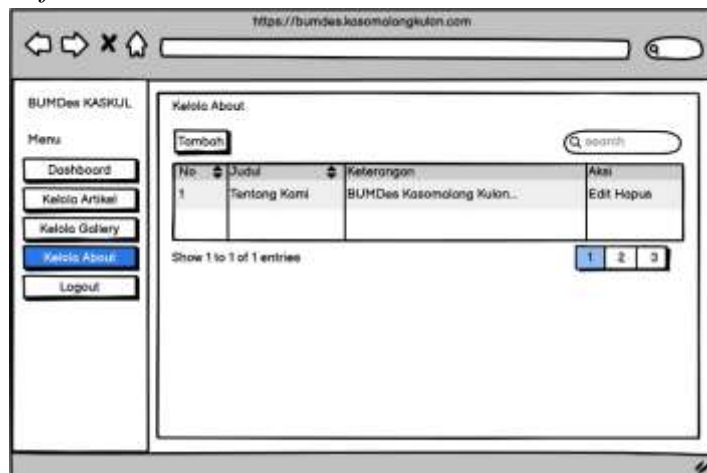 https://bumdes.kasomalangkulon.com
BUMDes KASKUL
Menu
Dashboard
Kelola Artikel
Kelola Gallery
Kelola About
Logout
Kelola About
Tambah
search
No Judul Keterangan Aksi
1 Tentang Kami BUMDes Kasomalang Kulon... Edit Hapus
Show 1 to 1 of 1 entries
1 2 3